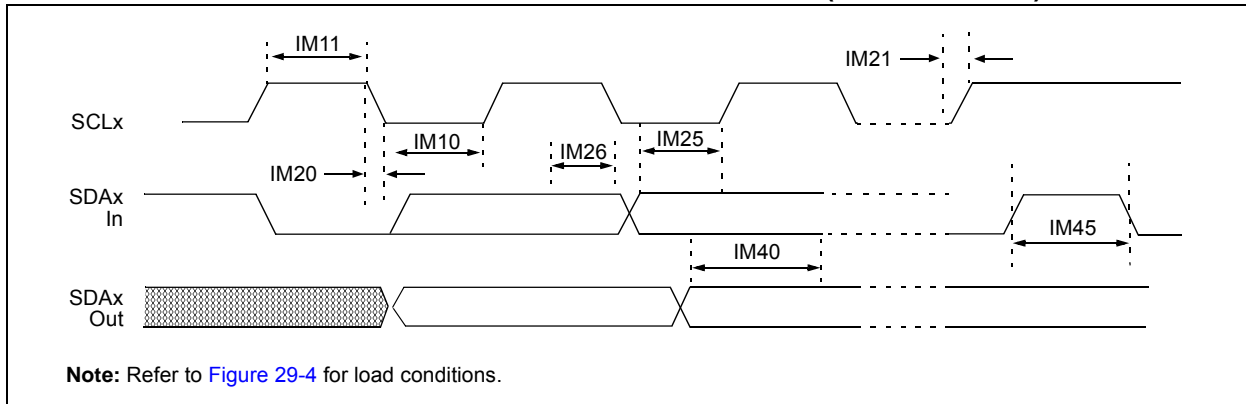 IM11
IM21
SCLx
IM10
IM26
IM25
IM20
SDAx
In
IM45
IM40
SDAx
Out
Note: Refer to Figure 29-4 for load conditions.